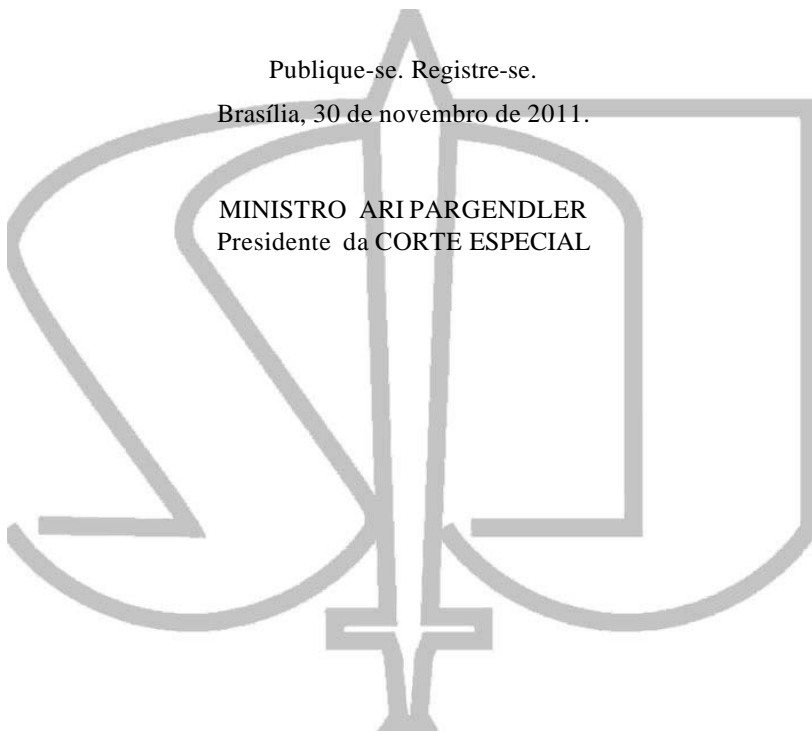 Publique-se. Registre-se.
Brasília, 30 de novembro de 2011.
MINISTRO ARI PARGENDLER
Presidente da CORTE ESPECIAL